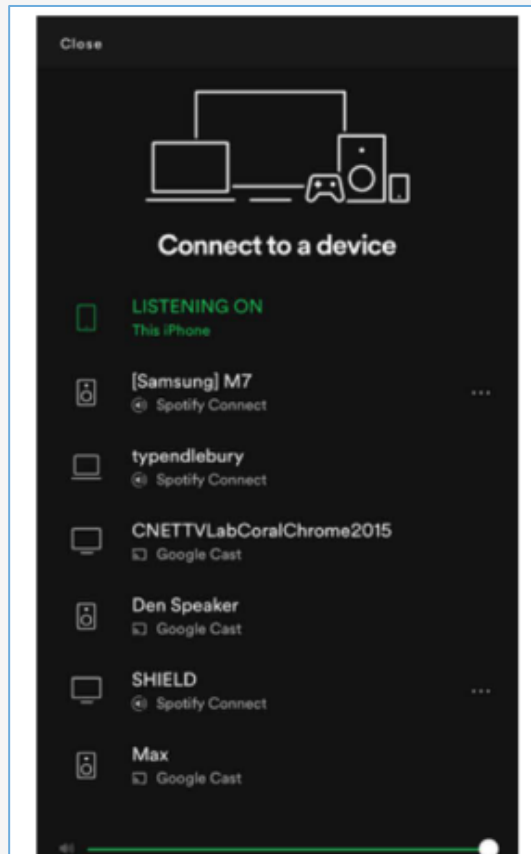 Close
Connect to a device
LISTENING ON
This iPhone
[Samsung] M7
Spotify Connect
typendlebury
Spotify Connect
CNETTVLabCoralChrome2015
Google Cast
Den Speaker
Google Cast
SHIELD
Spotify Connect
Max
Google Cast